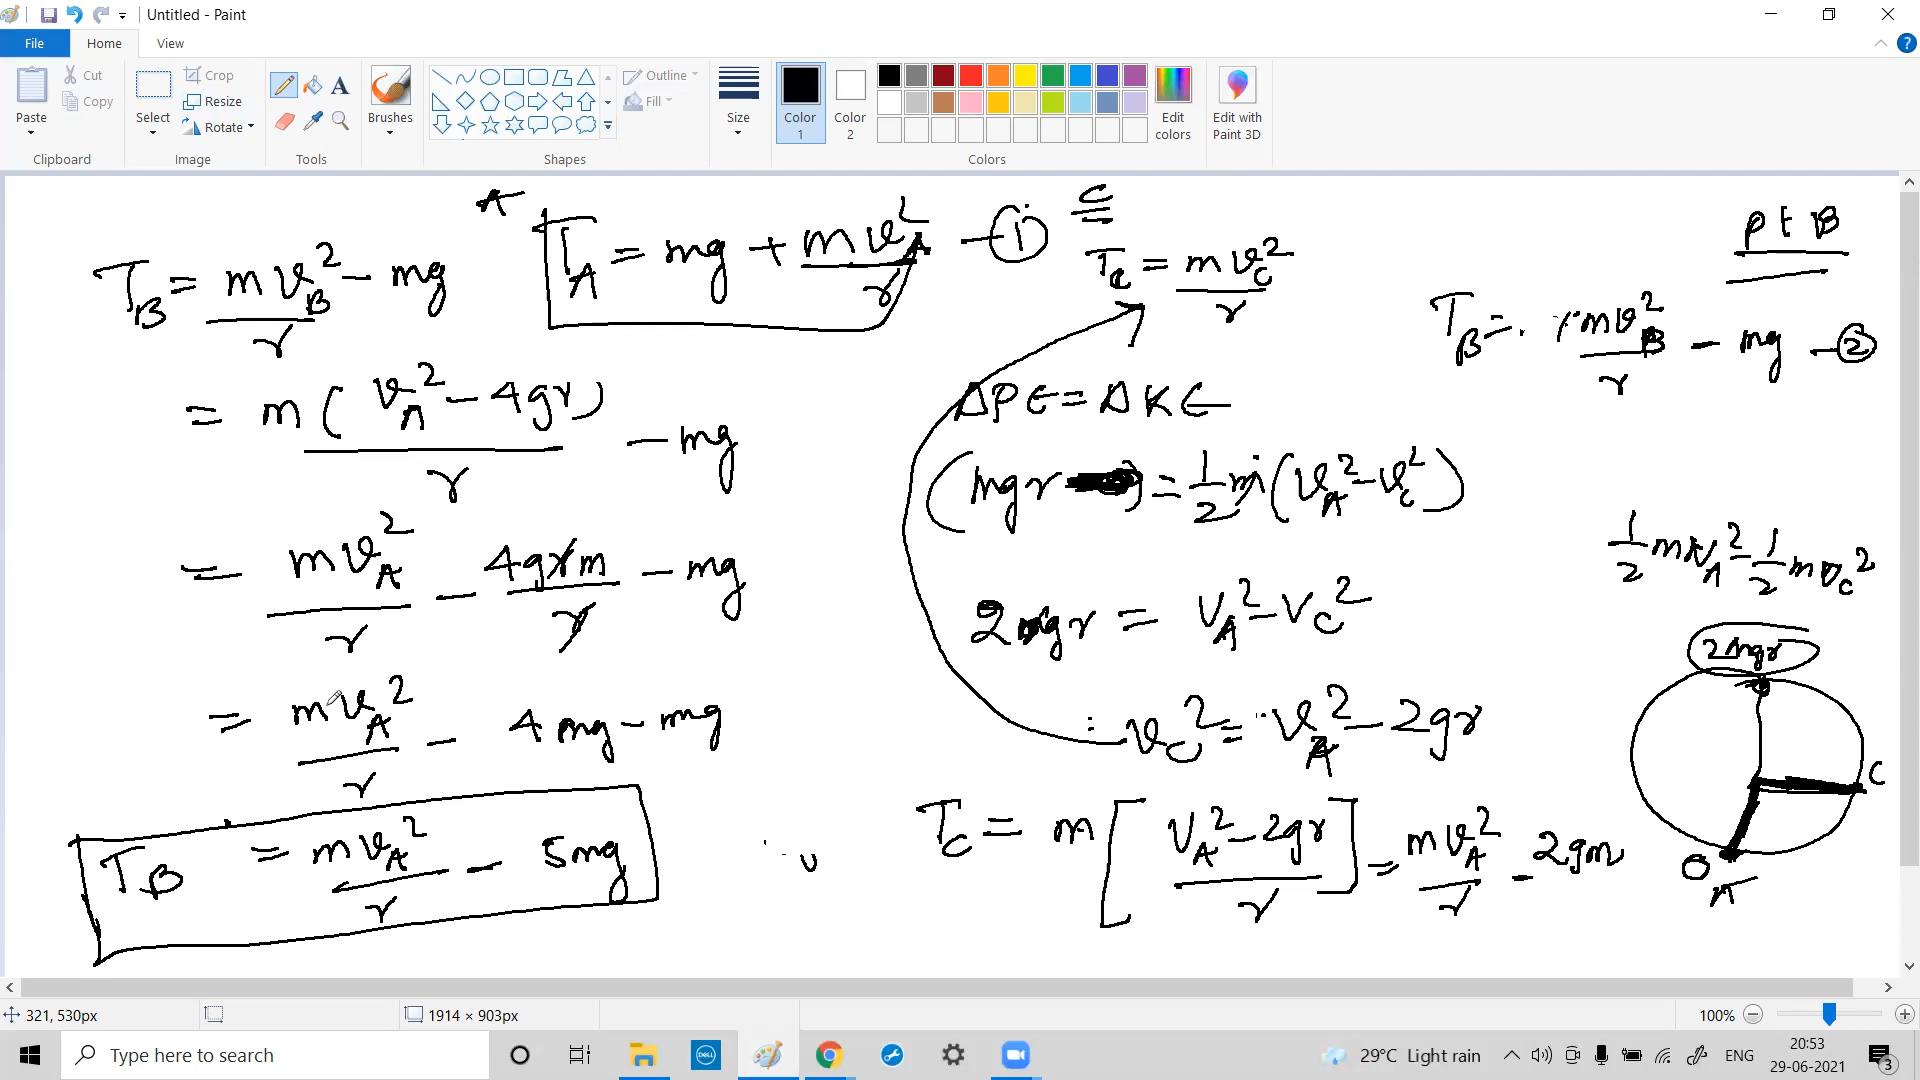 Untitled - Paint
File Home View
Cut
Copy
Paste
Clipboard
Select
Crop
Resize
Rotate
Image
A
Tools
Brushes
Outline
Fill
Shapes
Size
Color 1
Color 2
Colors
Edit colors
Edit with Paint 3D
A
T_A = mg + mv_A^2/r - ①
T_B = mv_B^2/r - mg
= m(v_A^2 - 4gr)/r - mg
= mv_A^2/r - 4grm/r - mg
= mv_A^2/r - 4mg - mg
T_B = mv_A^2/r - 5mg
C
T_C = mv_C^2/r
ΔPE = ΔKE
(mgr) = 1/2 m(v_A^2 - v_C^2)
2mgr = V_A^2 - V_C^2
v_C^2 = v_A^2 - 2gr
T_C = m[V_A^2 - 2gr/r] = mv_A^2/r - 2gm
Pt B
T_B = mv_B^2/r - mg - ②
1/2 mv_A^2 - 1/2 mv_C^2
2mgr
C
O
A
321, 530px
1914 × 903px
100%
Type here to search
DELL
29°C Light rain
ENG
20:53
29-06-2021
3